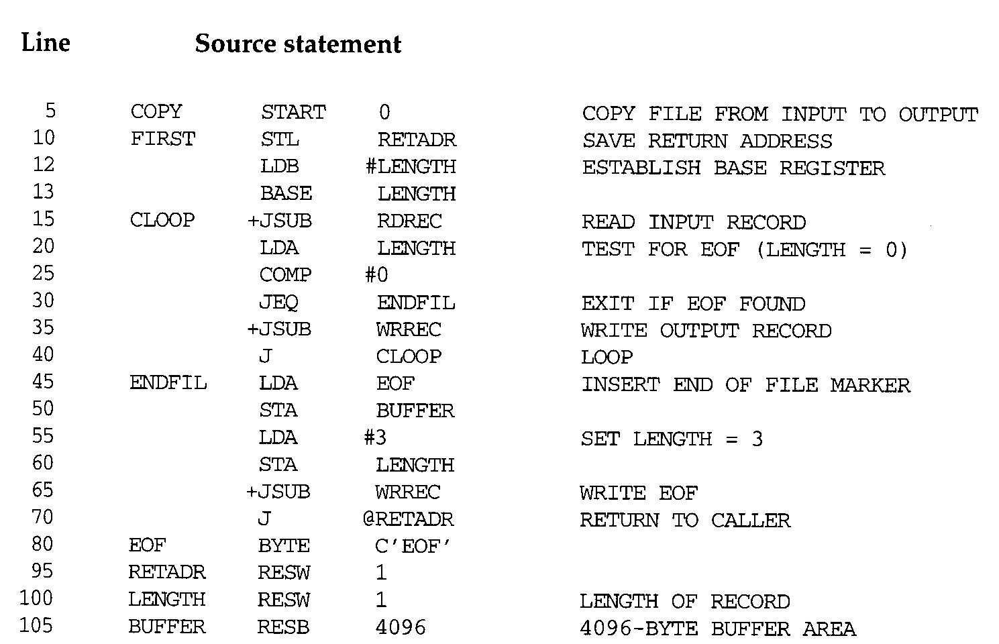 Line Source statement
5 COPY START 0 COPY FILE FROM INPUT TO OUTPUT
10 FIRST STL RETADR SAVE RETURN ADDRESS
12 LDB #LENGTH ESTABLISH BASE REGISTER
13 BASE LENGTH
15 CLOOP +JSUB RDREC READ INPUT RECORD
20 LDA LENGTH TEST FOR EOF (LENGTH = 0)
25 COMP #0
30 JEQ ENDFIL EXIT IF EOF FOUND
35 +JSUB WRREC WRITE OUTPUT RECORD
40 J CLOOP LOOP
45 ENDFIL LDA EOF INSERT END OF FILE MARKER
50 STA BUFFER
55 LDA #3 SET LENGTH = 3
60 STA LENGTH
65 +JSUB WRREC WRITE EOF
70 J @RETADR RETURN TO CALLER
80 EOF BYTE C'EOF'
95 RETADR RESW 1
100 LENGTH RESW 1 LENGTH OF RECORD
105 BUFFER RESB 4096 4096-BYTE BUFFER AREA